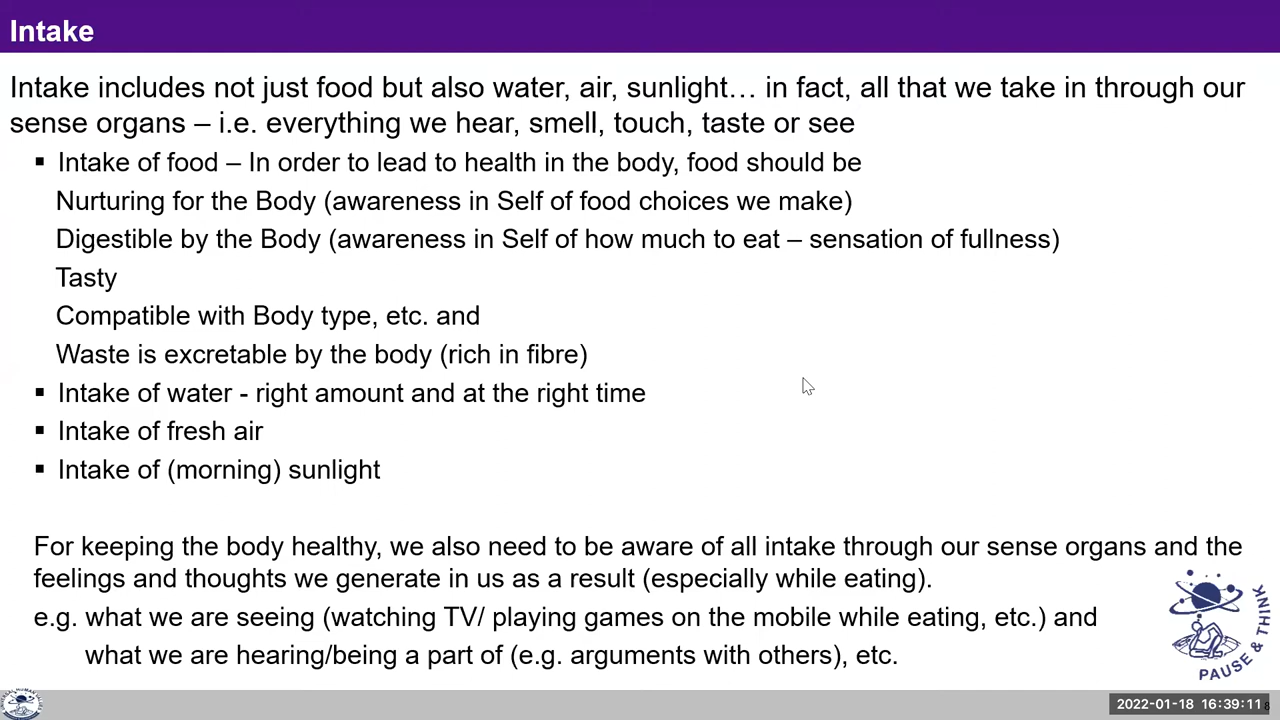 Intake
Intake includes not just food but also water, air, sunlight… in fact, all that we take in through our
sense organs – i.e. everything we hear, smell, touch, taste or see
▪ Intake of food – In order to lead to health in the body, food should be
Nurturing for the Body (awareness in Self of food choices we make)
Digestible by the Body (awareness in Self of how much to eat – sensation of fullness)
Tasty
Compatible with Body type, etc. and
Waste is excretable by the body (rich in fibre)
▪ Intake of water - right amount and at the right time
▪ Intake of fresh air
▪ Intake of (morning) sunlight
For keeping the body healthy, we also need to be aware of all intake through our sense organs and the
feelings and thoughts we generate in us as a result (especially while eating).
e.g. what we are seeing (watching TV/ playing games on the mobile while eating, etc.) and
what we are hearing/being a part of (e.g. arguments with others), etc.
PAUSE & THINK
2022-01-18 16:39:11
8